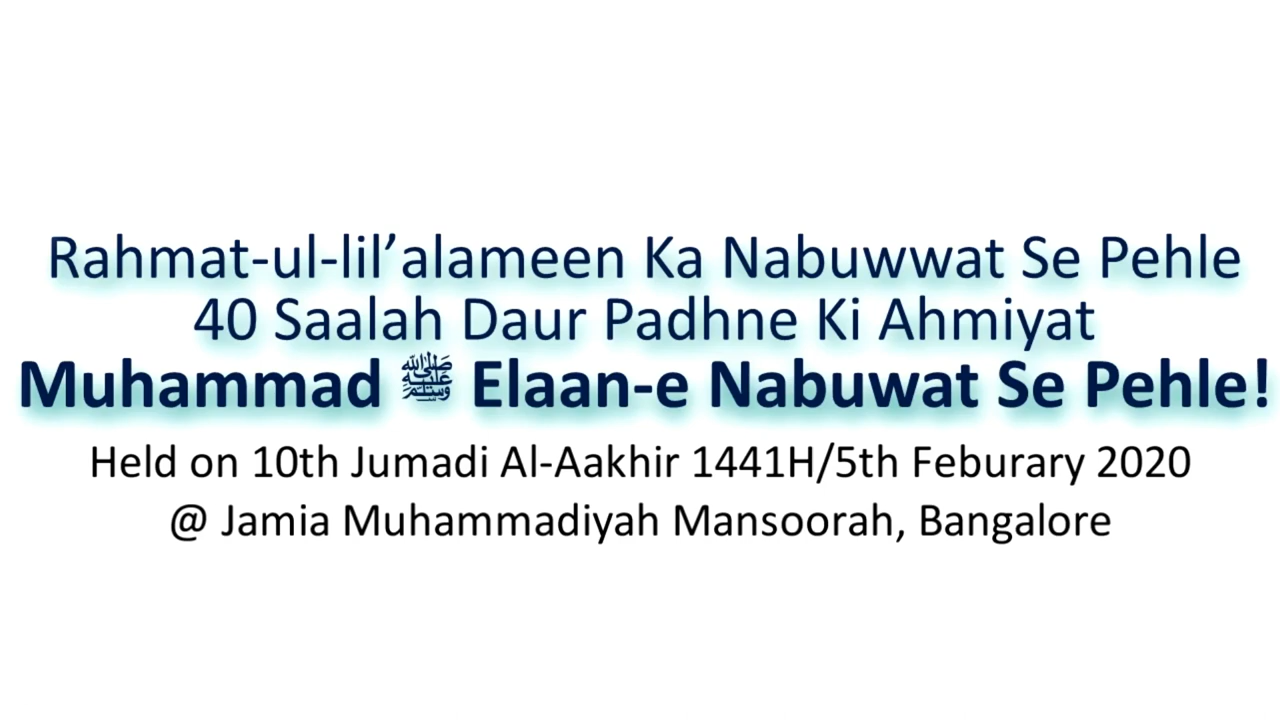 Rahmat-ul-lil’alameen Ka Nabuwwat Se Pehle
40 Saalah Daur Padhne Ki Ahmiyat
Muhammad ﷺ Elaan-e Nabuwat Se Pehle!
Held on 10th Jumadi Al-Aakhir 1441H/5th Feburary 2020
@ Jamia Muhammadiyah Mansoorah, Bangalore